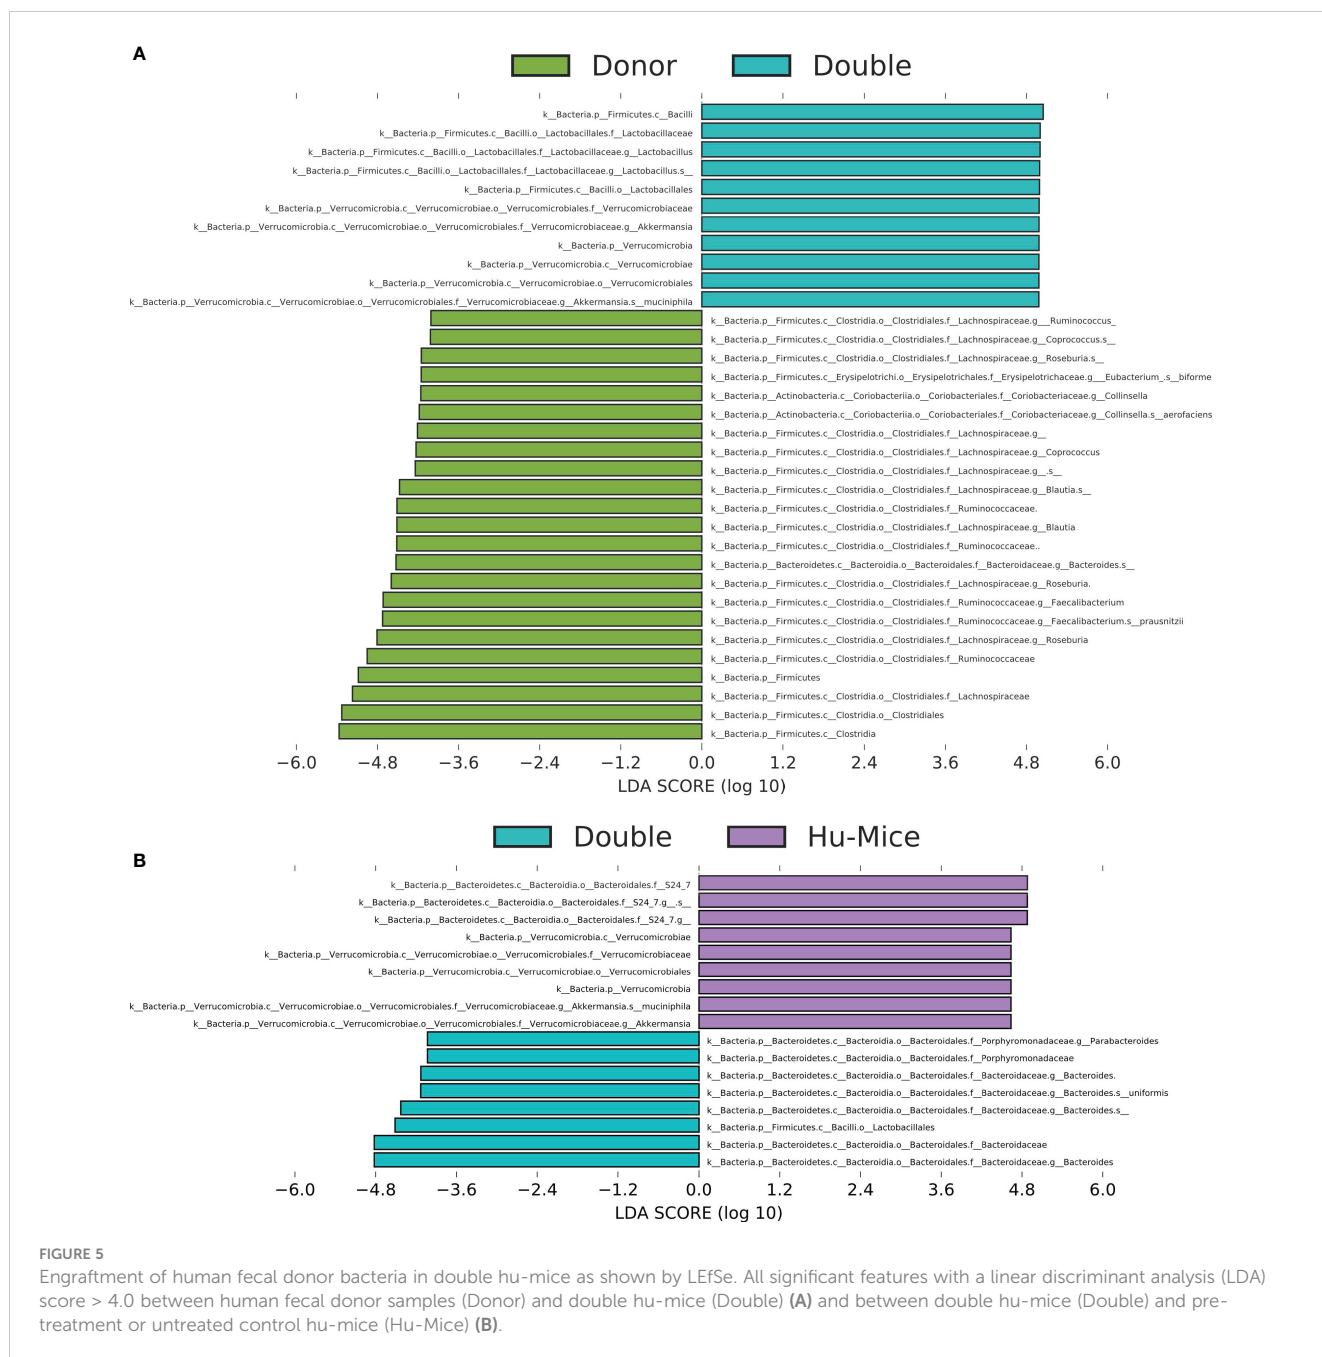 A
Donor Double
k__Bacteria.p__Firmicutes.c__Bacilli
k__Bacteria.p__Firmicutes.c__Bacilli.o__Lactobacillales.f__Lactobacillaceae
k__Bacteria.p__Firmicutes.c__Bacilli.o__Lactobacillales.f__Lactobacillaceae.g__Lactobacillus
k__Bacteria.p__Firmicutes.c__Bacilli.o__Lactobacillales.f__Lactobacillaceae.g__Lactobacillus.s__
k__Bacteria.p__Firmicutes.c__Bacilli.o__Lactobacillales
k__Bacteria.p__Verrucomicrobia.c__Verrucomicrobiae.o__Verrucomicrobiales.f__Verrucomicrobiaceae
k__Bacteria.p__Verrucomicrobia.c__Verrucomicrobiae.o__Verrucomicrobiales.f__Verrucomicrobiaceae.g__Akkermansia
k__Bacteria.p__Verrucomicrobia
k__Bacteria.p__Verrucomicrobia.c__Verrucomicrobiae
k__Bacteria.p__Verrucomicrobia.c__Verrucomicrobiae.o__Verrucomicrobiales
k__Bacteria.p__Verrucomicrobia.c__Verrucomicrobiae.o__Verrucomicrobiales.f__Verrucomicrobiaceae.g__Akkermansia.s__muciniphila
k__Bacteria.p__Firmicutes.c__Clostridia.o__Clostridiales.f__Lachnospiraceae.g___Ruminococcus_
k__Bacteria.p__Firmicutes.c__Clostridia.o__Clostridiales.f__Lachnospiraceae.g__Coprococcus.s__
k__Bacteria.p__Firmicutes.c__Clostridia.o__Clostridiales.f__Lachnospiraceae.g__Roseburia.s__
k__Bacteria.p__Firmicutes.c__Erysipelotrichi.o__Erysipelotrichales.f__Erysipelotrichaceae.g___Eubacterium_.s__biforme
k__Bacteria.p__Actinobacteria.c__Coriobacteriia.o__Coriobacteriales.f__Coriobacteriaceae.g__Collinsella
k__Bacteria.p__Actinobacteria.c__Coriobacteriia.o__Coriobacteriales.f__Coriobacteriaceae.g__Collinsella.s__aerofaciens
k__Bacteria.p__Firmicutes.c__Clostridia.o__Clostridiales.f__Lachnospiraceae.g__
k__Bacteria.p__Firmicutes.c__Clostridia.o__Clostridiales.f__Lachnospiraceae.g__Coprococcus
k__Bacteria.p__Firmicutes.c__Clostridia.o__Clostridiales.f__Lachnospiraceae.g__.s__
k__Bacteria.p__Firmicutes.c__Clostridia.o__Clostridiales.f__Lachnospiraceae.g__Blautia.s__
k__Bacteria.p__Firmicutes.c__Clostridia.o__Clostridiales.f__Ruminococcaceae.
k__Bacteria.p__Firmicutes.c__Clostridia.o__Clostridiales.f__Lachnospiraceae.g__Blautia
k__Bacteria.p__Firmicutes.c__Clostridia.o__Clostridiales.f__Ruminococcaceae..
k__Bacteria.p__Bacteroidetes.c__Bacteroidia.o__Bacteroidales.f__Bacteroidaceae.g__Bacteroides.s__
k__Bacteria.p__Firmicutes.c__Clostridia.o__Clostridiales.f__Lachnospiraceae.g__Roseburia.
k__Bacteria.p__Firmicutes.c__Clostridia.o__Clostridiales.f__Ruminococcaceae.g__Faecalibacterium
k__Bacteria.p__Firmicutes.c__Clostridia.o__Clostridiales.f__Ruminococcaceae.g__Faecalibacterium.s__prausnitzii
k__Bacteria.p__Firmicutes.c__Clostridia.o__Clostridiales.f__Lachnospiraceae.g__Roseburia
k__Bacteria.p__Firmicutes.c__Clostridia.o__Clostridiales.f__Ruminococcaceae
k__Bacteria.p__Firmicutes
k__Bacteria.p__Firmicutes.c__Clostridia.o__Clostridiales.f__Lachnospiraceae
k__Bacteria.p__Firmicutes.c__Clostridia.o__Clostridiales
k__Bacteria.p__Firmicutes.c__Clostridia
−6.0 −4.8 −3.6 −2.4 −1.2 0.0 1.2 2.4 3.6 4.8 6.0
LDA SCORE (log 10)
B
Double Hu-Mice
k__Bacteria.p__Bacteroidetes.c__Bacteroidia.o__Bacteroidales.f__S24_7
k__Bacteria.p__Bacteroidetes.c__Bacteroidia.o__Bacteroidales.f__S24_7.g__.s__
k__Bacteria.p__Bacteroidetes.c__Bacteroidia.o__Bacteroidales.f__S24_7.g__
k__Bacteria.p__Verrucomicrobia.c__Verrucomicrobiae
k__Bacteria.p__Verrucomicrobia.c__Verrucomicrobiae.o__Verrucomicrobiales.f__Verrucomicrobiaceae
k__Bacteria.p__Verrucomicrobia.c__Verrucomicrobiae.o__Verrucomicrobiales
k__Bacteria.p__Verrucomicrobia
k__Bacteria.p__Verrucomicrobia.c__Verrucomicrobiae.o__Verrucomicrobiales.f__Verrucomicrobiaceae.g__Akkermansia.s__muciniphila
k__Bacteria.p__Verrucomicrobia.c__Verrucomicrobiae.o__Verrucomicrobiales.f__Verrucomicrobiaceae.g__Akkermansia
k__Bacteria.p__Bacteroidetes.c__Bacteroidia.o__Bacteroidales.f__Porphyromonadaceae.g__Parabacteroides
k__Bacteria.p__Bacteroidetes.c__Bacteroidia.o__Bacteroidales.f__Porphyromonadaceae
k__Bacteria.p__Bacteroidetes.c__Bacteroidia.o__Bacteroidales.f__Bacteroidaceae.g__Bacteroides.
k__Bacteria.p__Bacteroidetes.c__Bacteroidia.o__Bacteroidales.f__Bacteroidaceae.g__Bacteroides.s__uniformis
k__Bacteria.p__Bacteroidetes.c__Bacteroidia.o__Bacteroidales.f__Bacteroidaceae.g__Bacteroides.s__
k__Bacteria.p__Firmicutes.c__Bacilli.o__Lactobacillales
k__Bacteria.p__Bacteroidetes.c__Bacteroidia.o__Bacteroidales.f__Bacteroidaceae
k__Bacteria.p__Bacteroidetes.c__Bacteroidia.o__Bacteroidales.f__Bacteroidaceae.g__Bacteroides
−6.0 −4.8 −3.6 −2.4 −1.2 0.0 1.2 2.4 3.6 4.8 6.0
LDA SCORE (log 10)
FIGURE 5
Engraftment of human fecal donor bacteria in double hu-mice as shown by LEfSe. All significant features with a linear discriminant analysis (LDA)
score > 4.0 between human fecal donor samples (Donor) and double hu-mice (Double) (A) and between double hu-mice (Double) and pre-
treatment or untreated control hu-mice (Hu-Mice) (B).